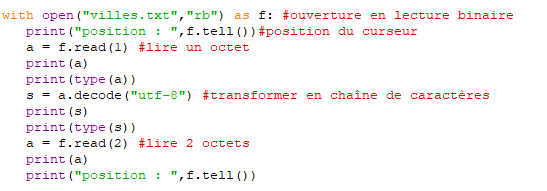 with open("villes.txt","rb") as f: #ouverture en lecture binaire
    print("position : ",f.tell())#position du curseur
    a = f.read(1) #lire un octet
    print(a)
    print(type(a))
    s = a.decode("utf-8") #transformer en chaîne de caractères
    print(s)
    print(type(s))
    a = f.read(2) #lire 2 octets
    print(a)
    print("position : ",f.tell())